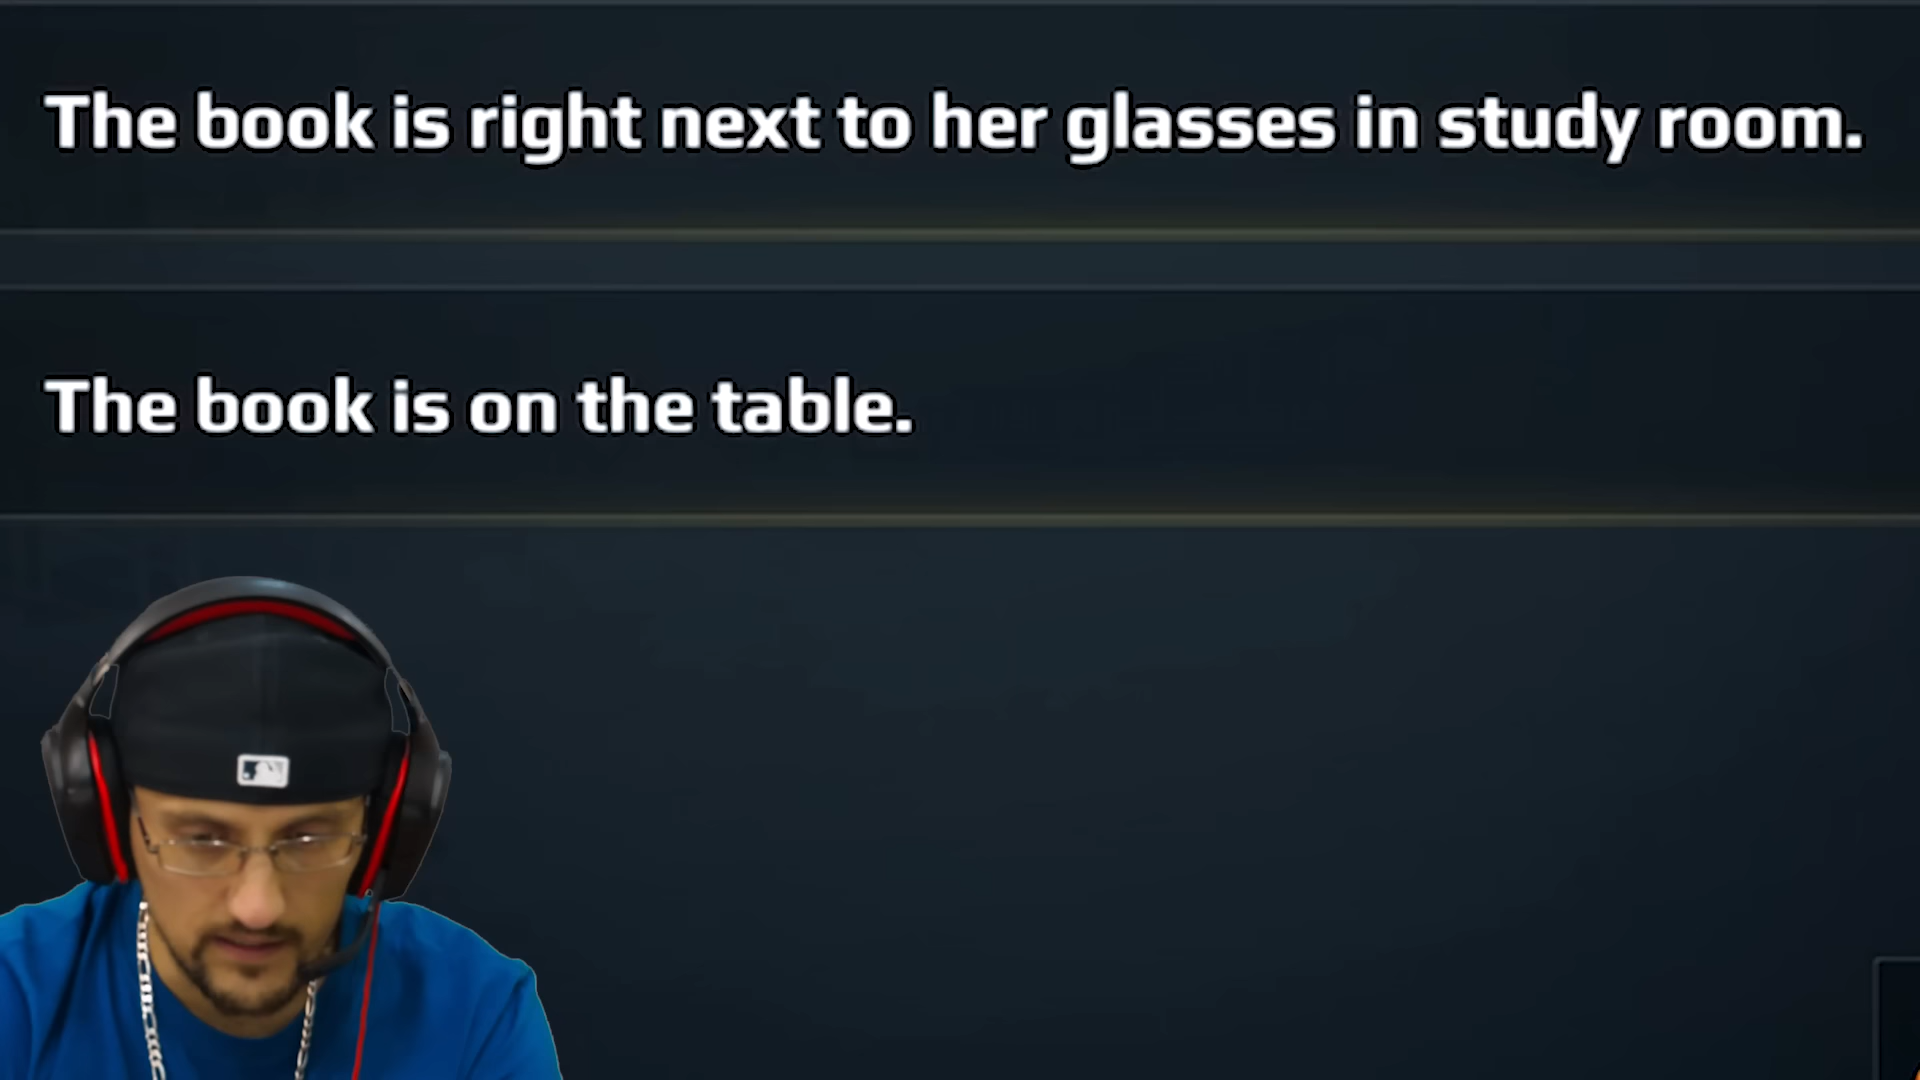 The book is right next to her glasses in study room.
The book is on the table.